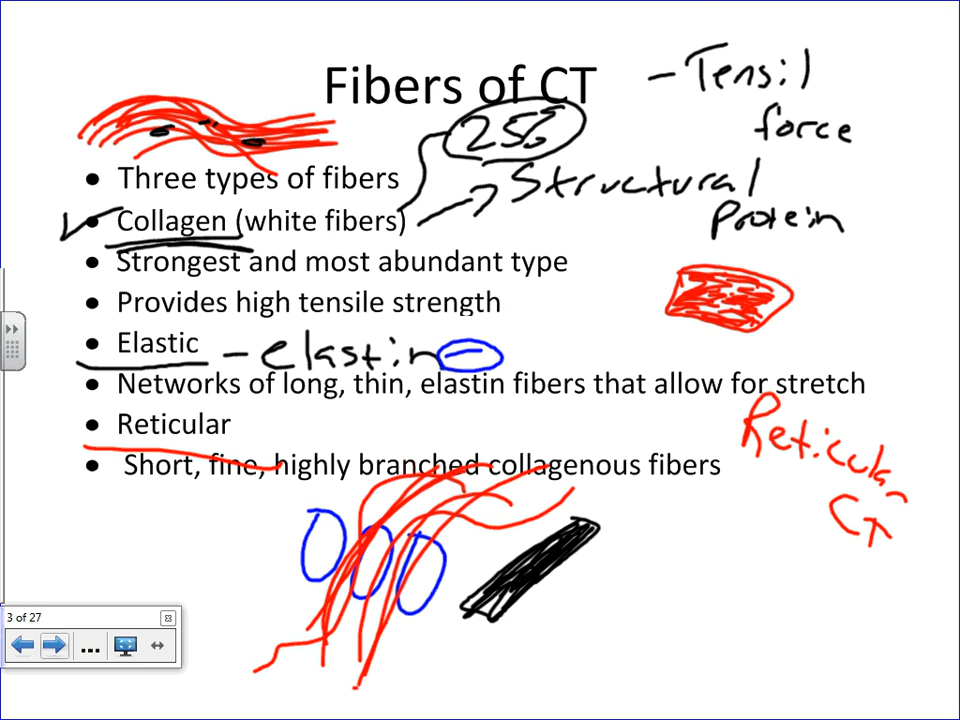 Fibers of CT
- Tensil
force
• Three types of fibers
• Collagen (white fibers)
Structural
Protein
• Strongest and most abundant type
• Provides high tensile strength
• Elastic
- elastin
• Networks of long, thin, elastin fibers that allow for stretch
• Reticular
• Short, fine, highly branched collagenous fibers
Reticular
CT
3 of 27
...